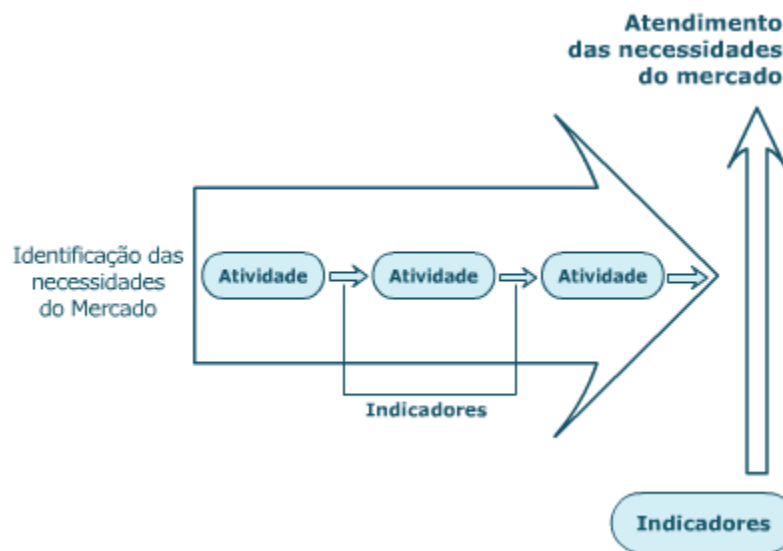 Atendimento
das necessidades
do mercado
Identificação das
necessidades
do Mercado
Atividade
Atividade
Atividade
Indicadores
Indicadores